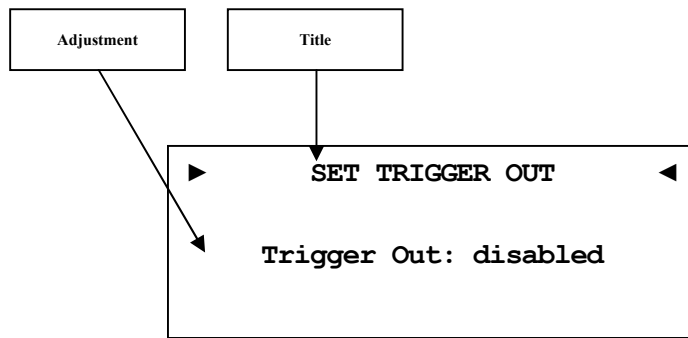 Adjustment
Title
► SET TRIGGER OUT ◄
Trigger Out: disabled